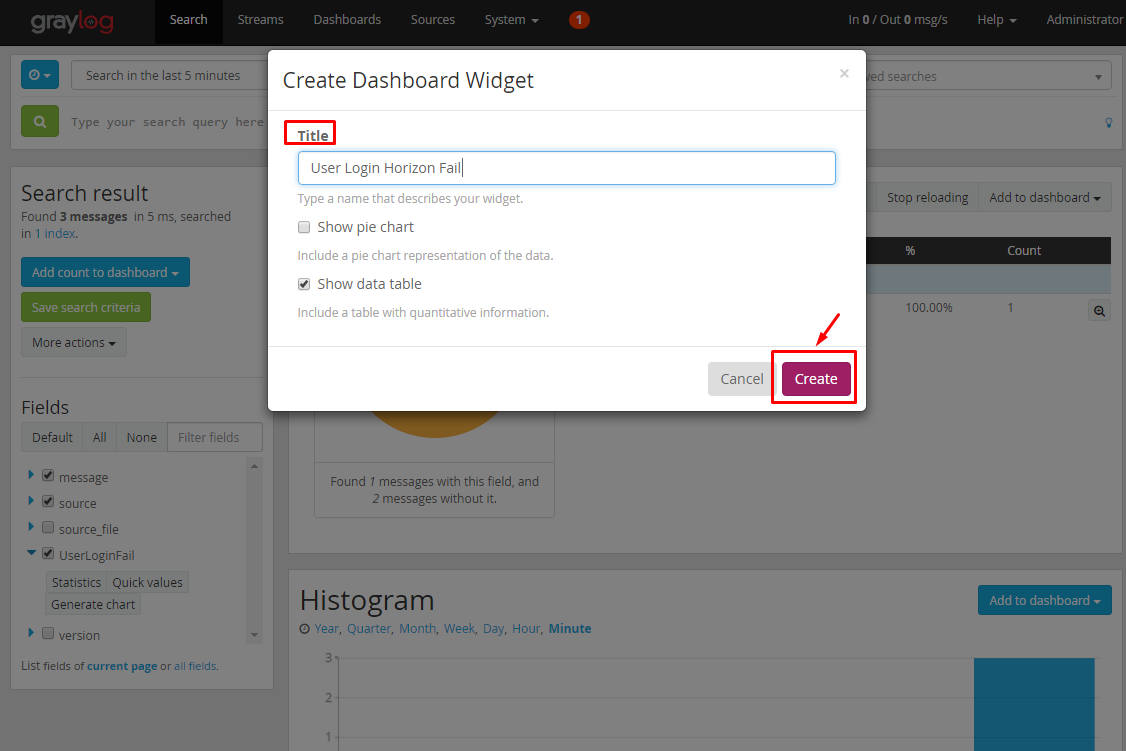 graylog
Search
Streams
Dashboards
Sources
System
1
In 0 / Out 0 msg/s
Help
Administrator
Search in the last 5 minutes
ved searches
Type your search query here
Create Dashboard Widget
×
Title
User Login Horizon Fail
Type a name that describes your widget.
Show pie chart
Include a pie chart representation of the data.
Show data table
Include a table with quantitative information.
Cancel
Create
Search result
Found 3 messages in 5 ms, searched
in 1 index.
Add count to dashboard
Save search criteria
More actions
Fields
Default
All
None
Filter fields
message
source
source_file
UserLoginFail
Statistics
Quick values
Generate chart
version
List fields of current page or all fields.
Stop reloading
Add to dashboard
%
Count
100.00%
1
Found 1 messages with this field, and
2 messages without it.
Histogram
Add to dashboard
Year, Quarter, Month, Week, Day, Hour, Minute
3
2
1